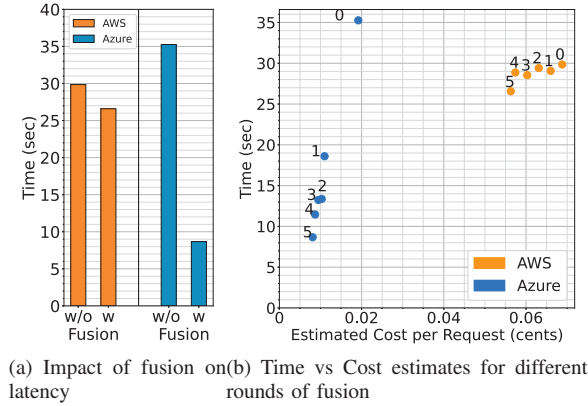 40
35
30
25
20
15
10
5
0
Time (sec)
AWS
Azure
w/o w w/o w
Fusion Fusion
35
30
25
20
15
10
5
0
Time (sec)
0
1
2
3
4
5
4 3 2 1 0
5
AWS
Azure
0 0.02 0.04 0.06
Estimated Cost per Request (cents)
(a) Impact of fusion on
latency
(b) Time vs Cost estimates for different
rounds of fusion